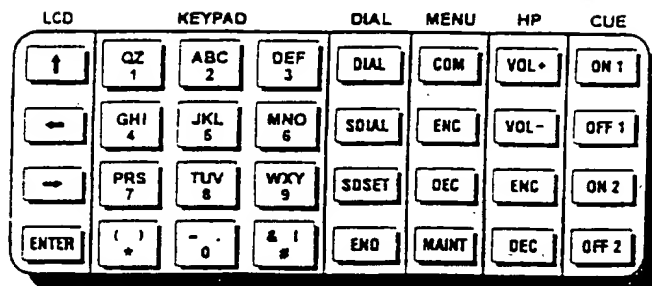 LCD KEYPAD DIAL MENU HP CUE
↑ QZ ABC DEF DIAL COM VOL+ ON 1
1 2 3
← GHI JKL MNO SDIAL ENC VOL- OFF 1
4 5 6
→ PRS TUV WXY SDSET DEC ENC ON 2
7 8 9
ENTER ( ) - . & ! END MAINT DEC OFF 2
* 0 #